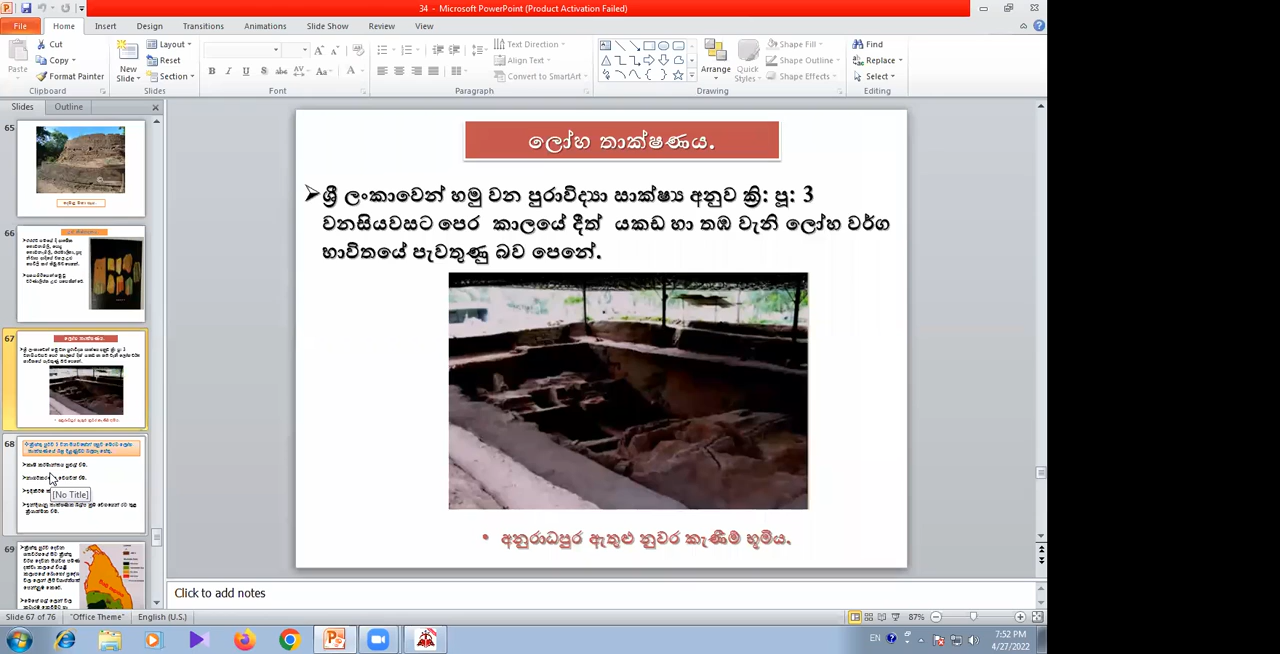 34 - Microsoft PowerPoint (Product Activation Failed)
File Home Insert Design Transitions Animations Slide Show Review View
Cut
Copy
Format Painter
Paste
Clipboard
New Slide
Layout
Reset
Section
Slides
Font
Text Direction
Align Text
Convert to SmartArt
Paragraph
Arrange
Quick Styles
Shape Fill
Shape Outline
Shape Effects
Drawing
Find
Replace
Select
Editing
Slides Outline
65
66
67
68
[No Title]
69
ලෝහ තාක්ෂණය.
ශ්‍රී ලංකාවෙන් හමු වන පුරාවිද්‍යා සාක්ෂ්‍ය අනුව ක්‍රි: පූ: 3
වනසියවසට පෙර කාලයේ දීත් යකඩ හා තඹ වැනි ලෝහ වර්ග
භාවිතයේ පැවතුණු බව පෙනේ.
• අනුරාධපුර ඇතුළු නුවර කැණීම් භූමිය.
Click to add notes
Slide 67 of 76 "Office Theme" English (U.S.) 87%
EN 7:52 PM
4/27/2022